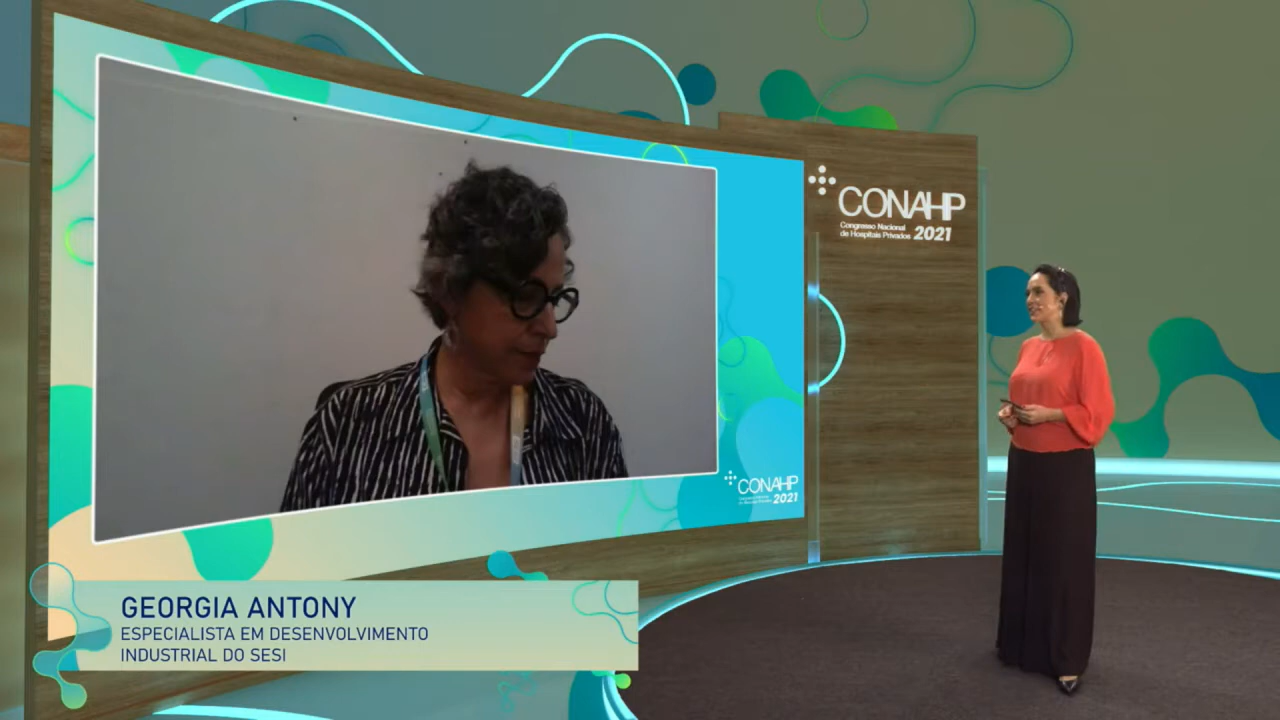 CONAHP
Congresso Nacional
de Hospitais Privados 2021
CONAHP
2021
GEORGIA ANTONY
ESPECIALISTA EM DESENVOLVIMENTO
INDUSTRIAL DO SESI